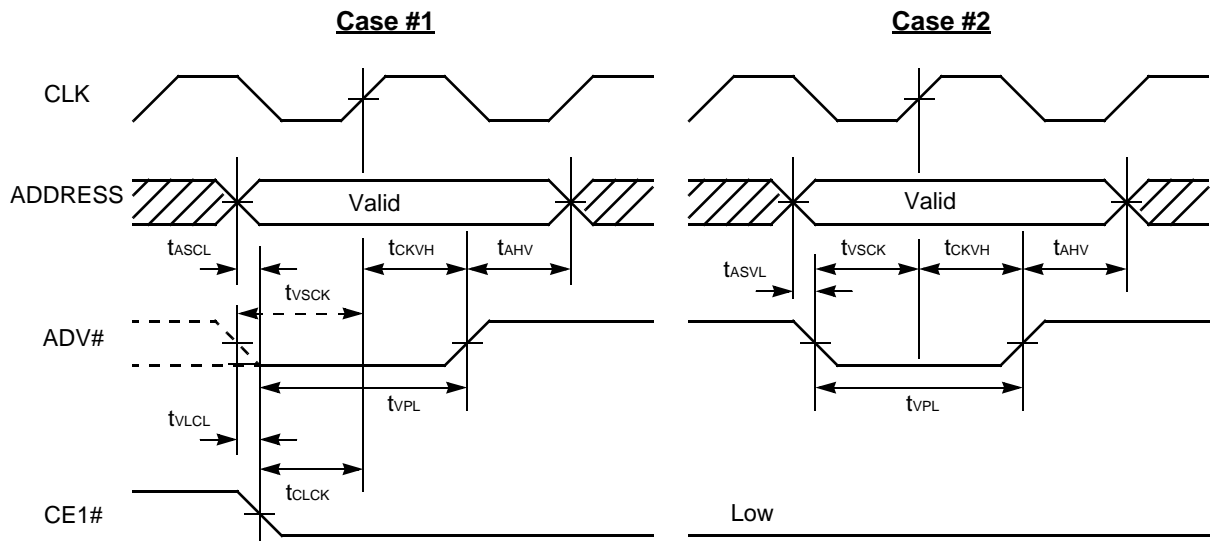 Case #1
Case #2
CLK
ADDRESS
Valid
Valid
tASCL
tCKVH
tAHV
tVSCK
tCKVH
tAHV
tVSCK
tASVL
ADV#
tVPL
tVPL
tVLCL
tCLCK
CE1#
Low